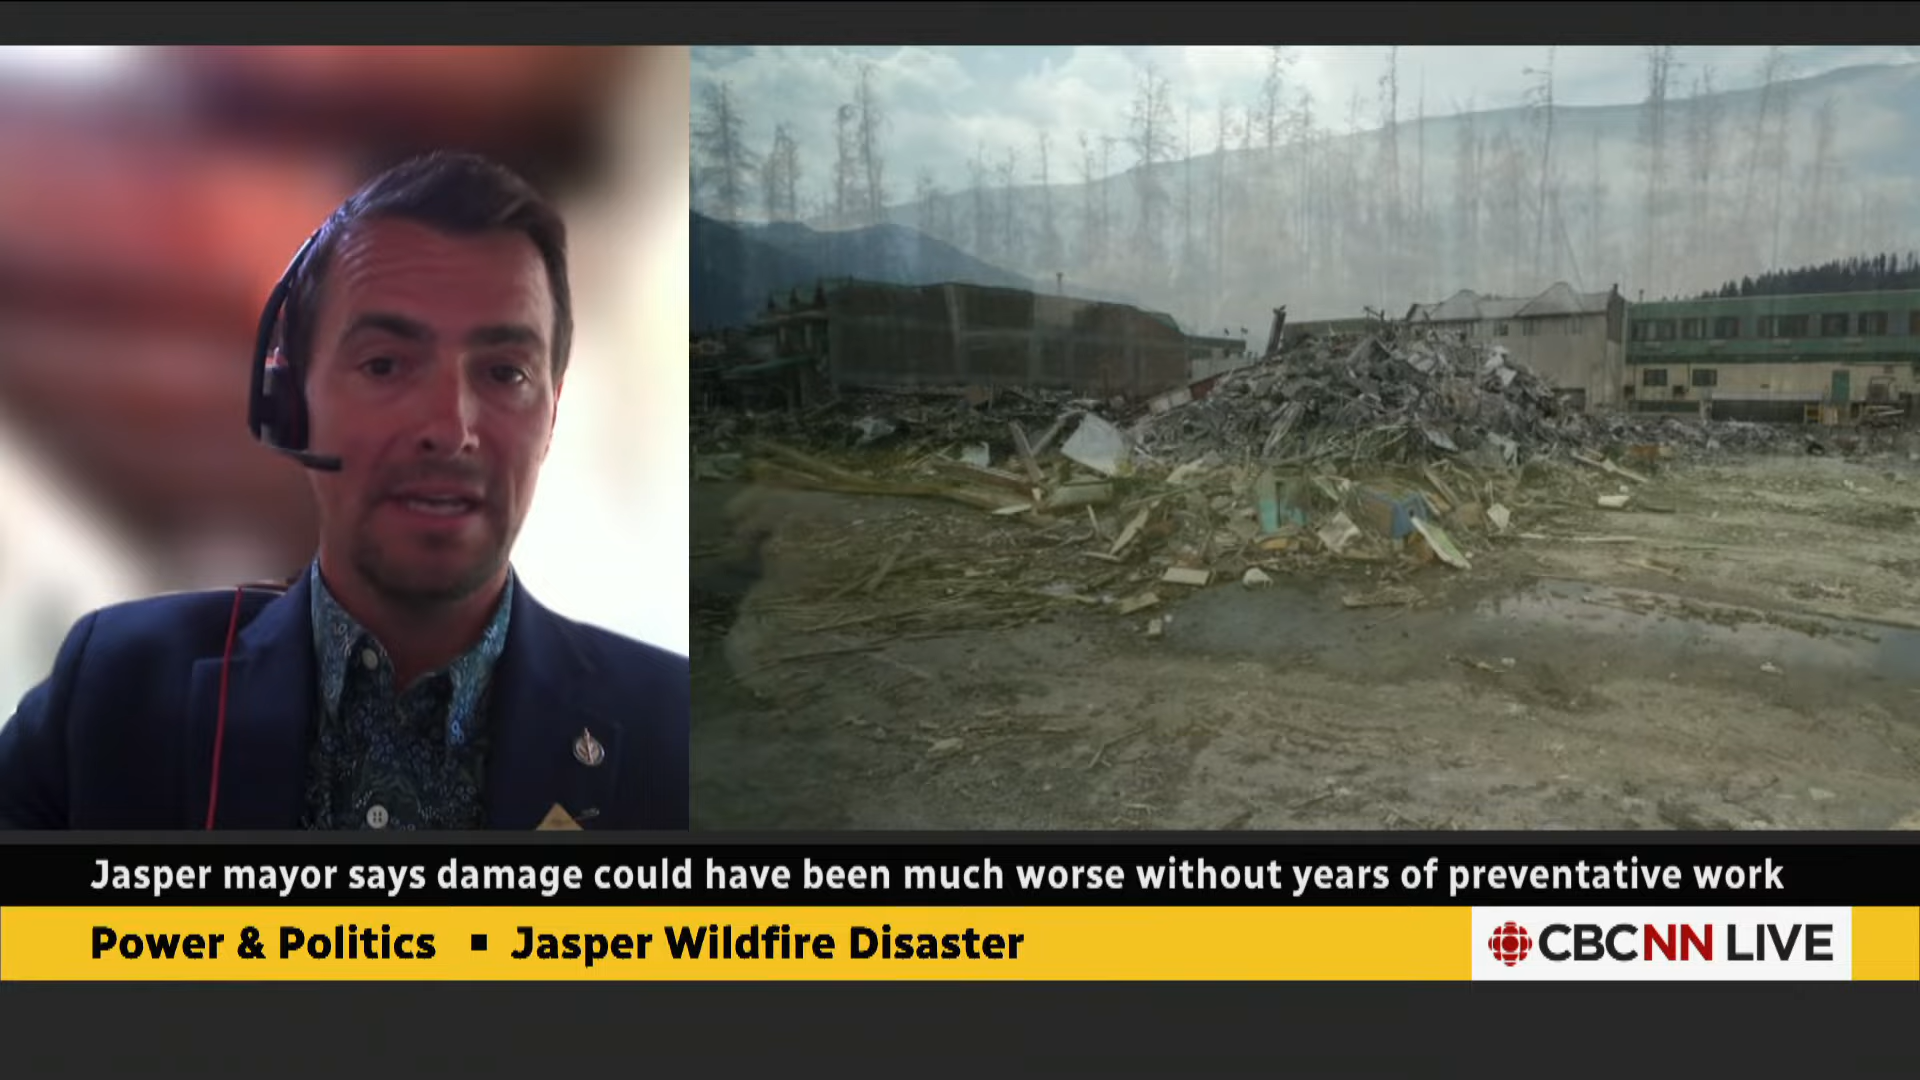 Jasper mayor says damage could have been much worse without years of preventative work
Power & Politics ▪ Jasper Wildfire Disaster
CBCNN LIVE